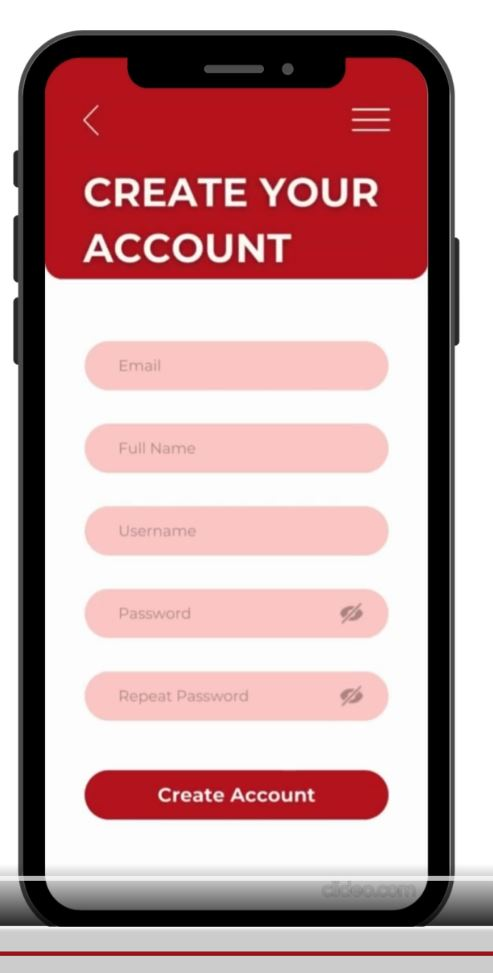 CREATE YOUR
ACCOUNT
Email
Full Name
Username
Password
Repeat Password
Create Account
clideo.com